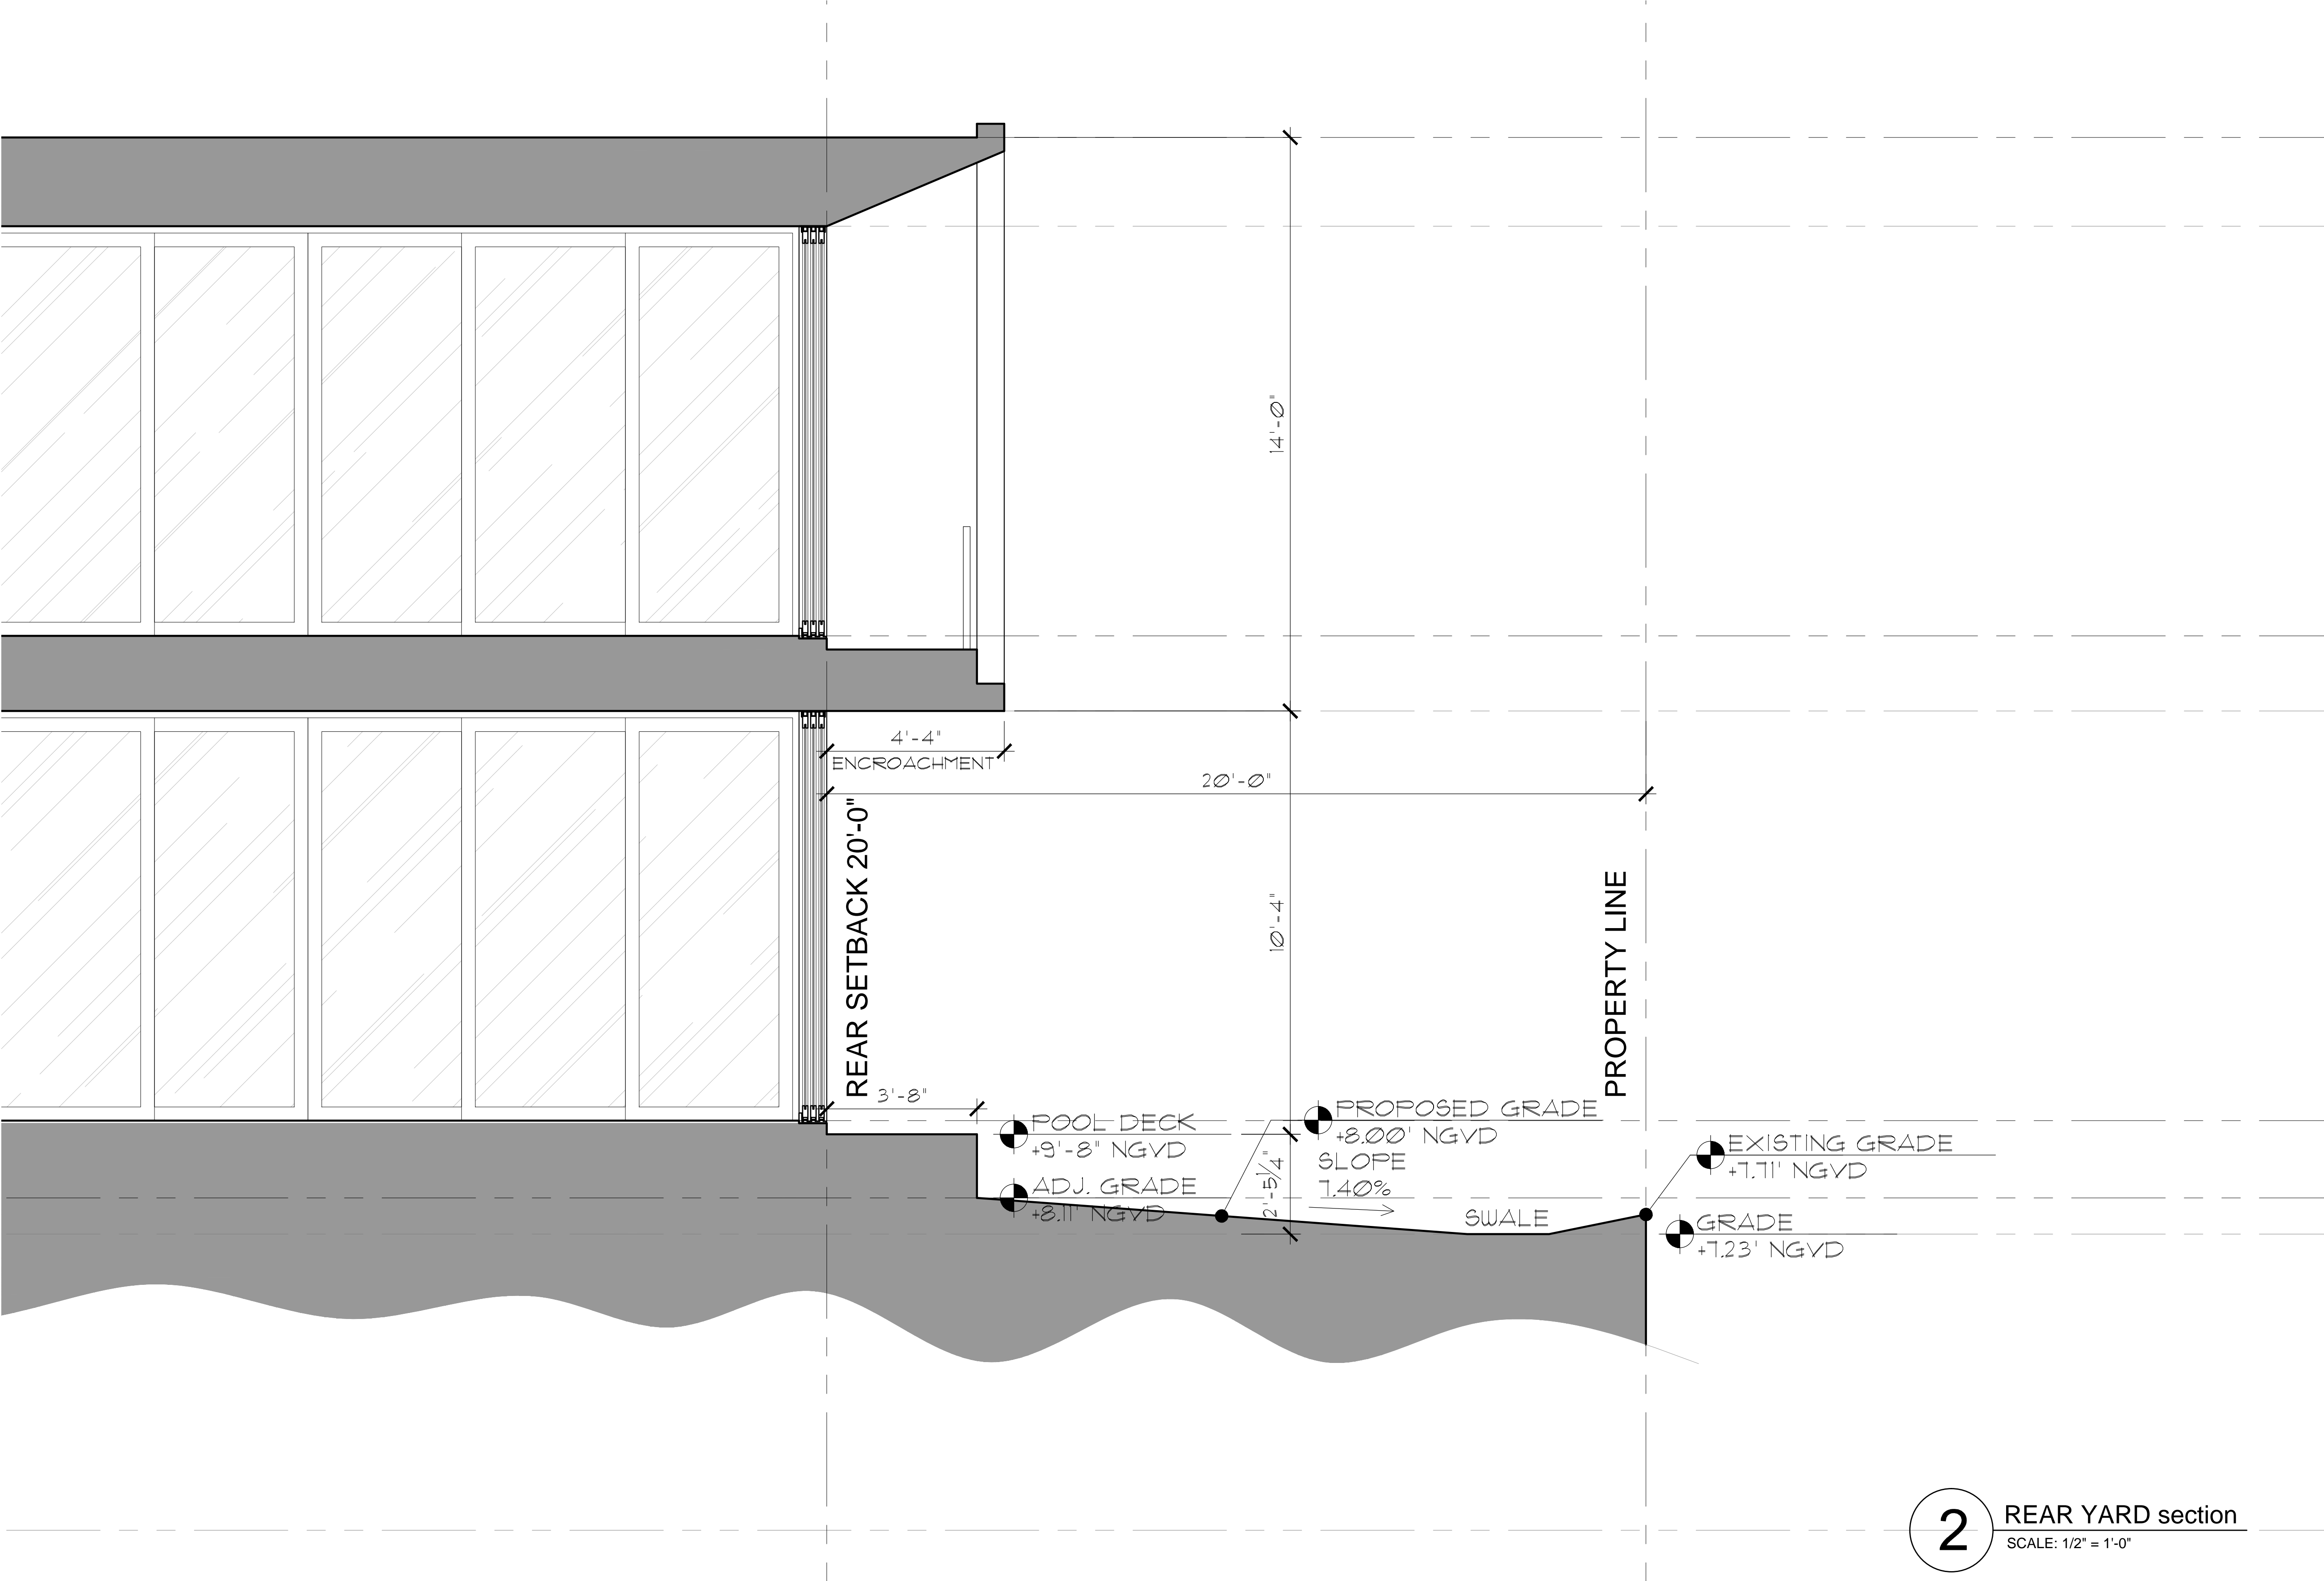 14'-0"
4'-4"
ENCROACHMENT
20'-0"
REAR SETBACK 20'-0"
10'-4"
PROPERTY LINE
3'-8"
POOL DECK
+9'-8" NGVD
PROPOSED GRADE
+8.00' NGVD
SLOPE
7.40%
2'-51/4"
ADJ. GRADE
+8.11' NGVD
SWALE
EXISTING GRADE
+7.71' NGVD
GRADE
+7.23' NGVD
2
REAR YARD section
SCALE: 1/2" = 1'-0"